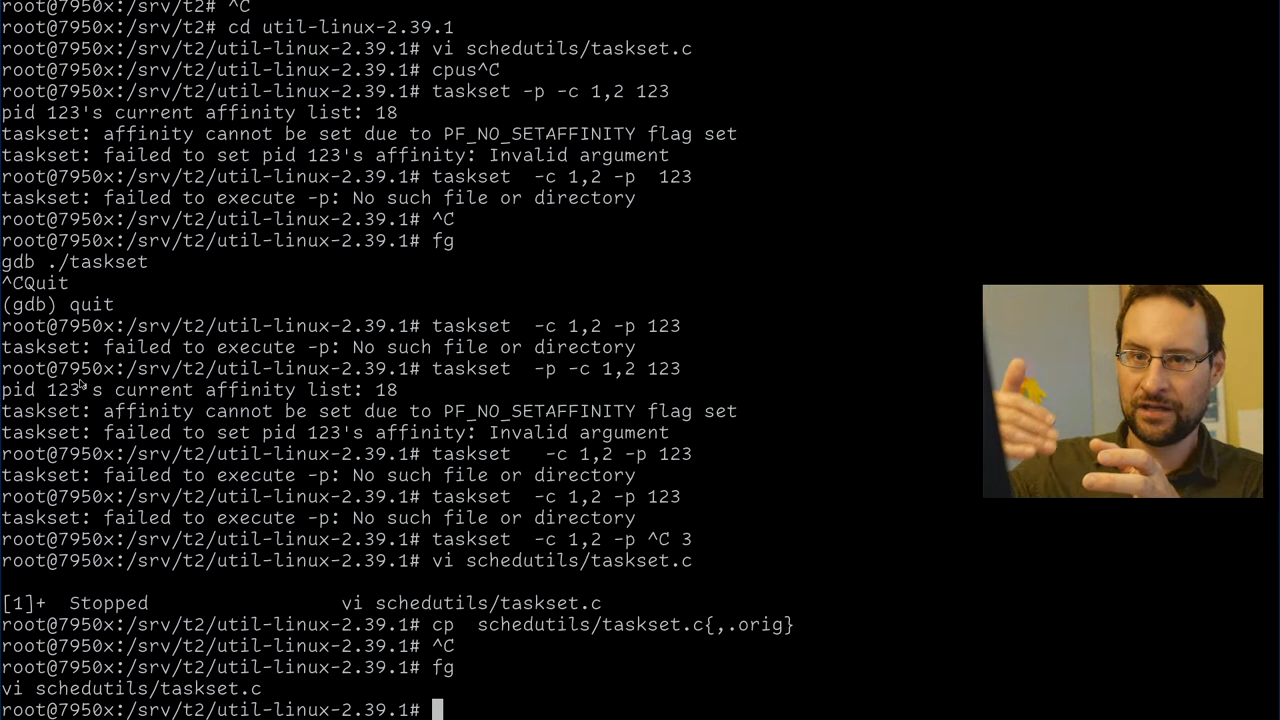 root@7950x:/srv/t2# ^C
root@7950x:/srv/t2# cd util-linux-2.39.1
root@7950x:/srv/t2/util-linux-2.39.1# vi schedutils/taskset.c
root@7950x:/srv/t2/util-linux-2.39.1# cpus^C
root@7950x:/srv/t2/util-linux-2.39.1# taskset -p -c 1,2 123
pid 123's current affinity list: 18
taskset: affinity cannot be set due to PF_NO_SETAFFINITY flag set
taskset: failed to set pid 123's affinity: Invalid argument
root@7950x:/srv/t2/util-linux-2.39.1# taskset  -c 1,2 -p  123
taskset: failed to execute -p: No such file or directory
root@7950x:/srv/t2/util-linux-2.39.1# ^C
root@7950x:/srv/t2/util-linux-2.39.1# fg
gdb ./taskset
^CQuit
(gdb) quit
root@7950x:/srv/t2/util-linux-2.39.1# taskset  -c 1,2 -p 123
taskset: failed to execute -p: No such file or directory
root@7950x:/srv/t2/util-linux-2.39.1# taskset  -p -c 1,2 123
pid 123's current affinity list: 18
taskset: affinity cannot be set due to PF_NO_SETAFFINITY flag set
taskset: failed to set pid 123's affinity: Invalid argument
root@7950x:/srv/t2/util-linux-2.39.1# taskset   -c 1,2 -p 123
taskset: failed to execute -p: No such file or directory
root@7950x:/srv/t2/util-linux-2.39.1# taskset  -c 1,2 -p 123
taskset: failed to execute -p: No such file or directory
root@7950x:/srv/t2/util-linux-2.39.1# taskset  -c 1,2 -p ^C 3
root@7950x:/srv/t2/util-linux-2.39.1# vi schedutils/taskset.c
[1]+  Stopped                 vi schedutils/taskset.c
root@7950x:/srv/t2/util-linux-2.39.1# cp  schedutils/taskset.c{,.orig}
root@7950x:/srv/t2/util-linux-2.39.1# ^C
root@7950x:/srv/t2/util-linux-2.39.1# fg
vi schedutils/taskset.c
root@7950x:/srv/t2/util-linux-2.39.1#